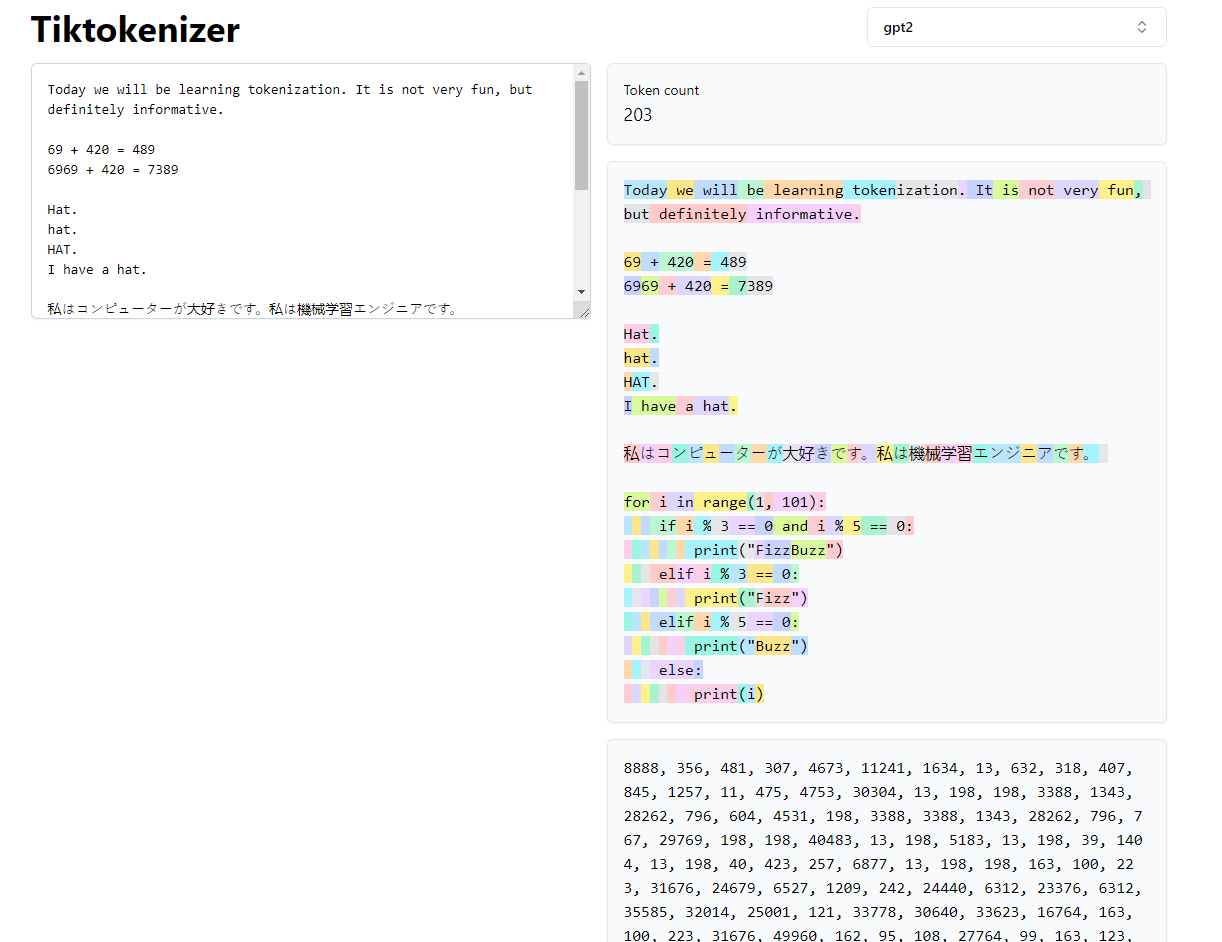 Tiktokenizer
gpt2
Today we will be learning tokenization. It is not very fun, but
definitely informative.
69 + 420 = 489
6969 + 420 = 7389
Hat.
hat.
HAT.
I have a hat.
私はコンピューターが大好きです。私は機械学習エンジニアです。
Token count
203
Today we will be learning tokenization. It is not very fun,
but definitely informative.
69 + 420 = 489
6969 + 420 = 7389
Hat.
hat.
HAT.
I have a hat.
私はコンピューターが大好きです。私は機械学習エンジニアです。
for i in range(1, 101):
    if i % 3 == 0 and i % 5 == 0:
        print("FizzBuzz")
    elif i % 3 == 0:
        print("Fizz")
    elif i % 5 == 0:
        print("Buzz")
    else:
        print(i)
8888, 356, 481, 307, 4673, 11241, 1634, 13, 632, 318, 407,
845, 1257, 11, 475, 4753, 30304, 13, 198, 198, 3388, 1343,
28262, 796, 604, 4531, 198, 3388, 3388, 1343, 28262, 796, 7
67, 29769, 198, 198, 40483, 13, 198, 5183, 13, 198, 39, 140
4, 13, 198, 40, 423, 257, 6877, 13, 198, 198, 163, 100, 22
3, 31676, 24679, 6527, 1209, 242, 24440, 6312, 23376, 6312,
35585, 32014, 25001, 121, 33778, 30640, 33623, 16764, 163,
100, 223, 31676, 49960, 162, 95, 108, 27764, 99, 163, 123,